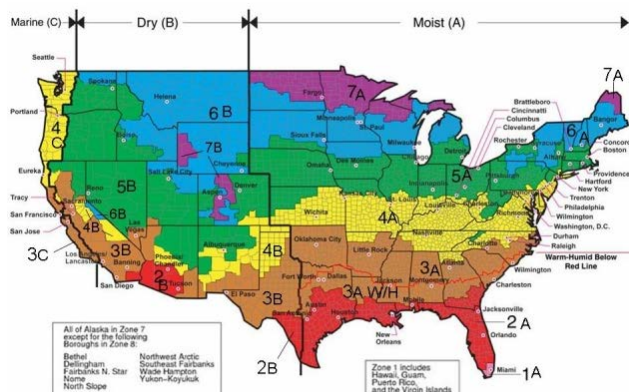 Marine (C)
Dry (B)
Moist (A)
Seattle
Portland
Eureka
Tracy
San Francisco
San Jose
Spokane
Helena
Boise
Reno
Sacramento
Salt Lake City
Cheyenne
Denver
Aspen
Las
Vegas
Los Angeles/
Lancaster
Banning
San Diego
Phoenix/
Tucson
Albuquerque
El Paso
Fargo
Minneapolis
St. Paul
Sioux Falls
Milwaukee
Omaha
Des Moines
Chicago
Detroit
Indianapolis
St. Louis
Louisville
Wichita
Nashville
Oklahoma City
Little Rock
Fort Worth
Dallas
Jackson
Atlanta
Montgomery
Austin
San Antonio
Houston
Mobile
New
Orleans
Charlotte
Richmond
Pittsburgh
Charleston
Rochester
Syracuse
Albany
Bangor
Brattleboro
Cincinnatti
Columbus
Cleveland
Concord
Boston
Providence
Hartford
New York
Trenton
Philadelphia
Wilmington
Washington, D.C.
Durham
Raleigh
Warm-Humid Below
Red Line
Wilmington
Charleston
Jacksonville
Orlando
Miami
4
C
6 B
7B
5B
6B
4B
3B
3C
2
B
4B
3B
2B
7A
7A
6
A
5A
4A
3A
3A W/H
2 A
1A
All of Alaska in Zone 7
except for the following
Boroughs in Zone 8:
Bethel Northwest Arctic
Dellingham Southeast Fairbanks
Fairbanks N. Star Wade Hampton
Nome Yukon-Koyukuk
North Slope
Zone 1 includes
Hawaii, Guam,
Puerto Rico,
and the Virgin Islands